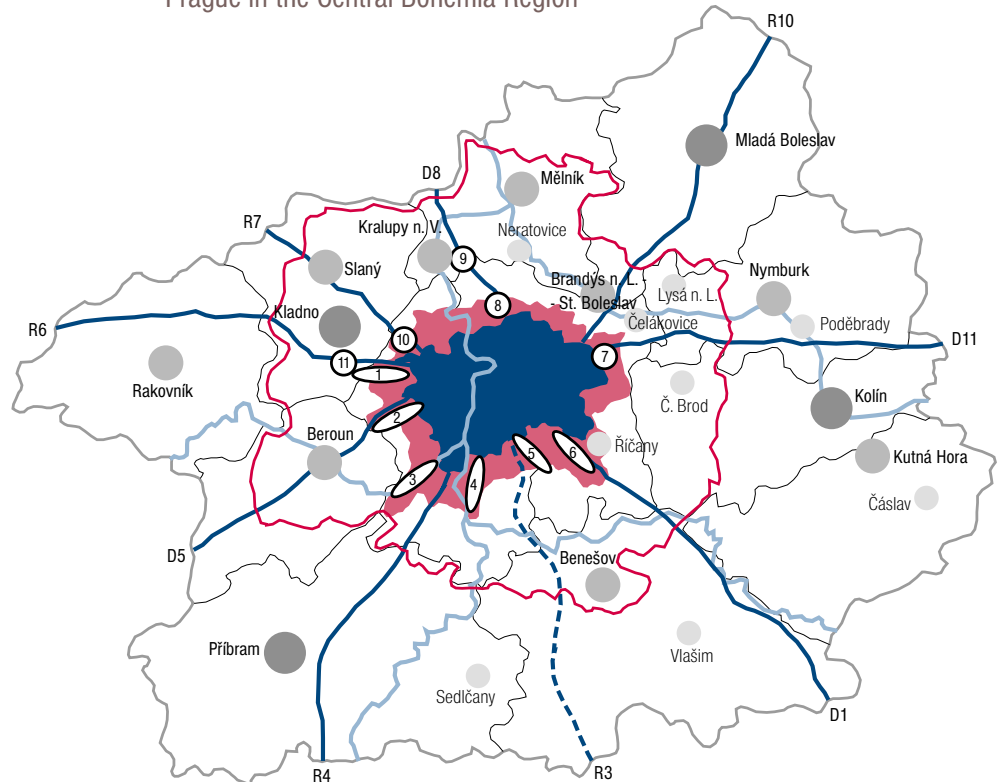 Prague in the Central Bohemia Region
R10
Mladá Boleslav
D8
Mělník
R7
Kralupy n. V.
Neratovice
9
Slaný
Brandýs n. L. -
- St. Boleslav
Lysá n. L.
Nymburk
Kladno
8
Čelákovice
Poděbrady
R6
10
D11
11
7
1
Rakovník
Č. Brod
Kolín
2
Beroun
5
6
Říčany
Kutná Hora
3
4
Čáslav
D5
Benešov
Příbram
Vlašim
Sedlčany
D1
R4
R3